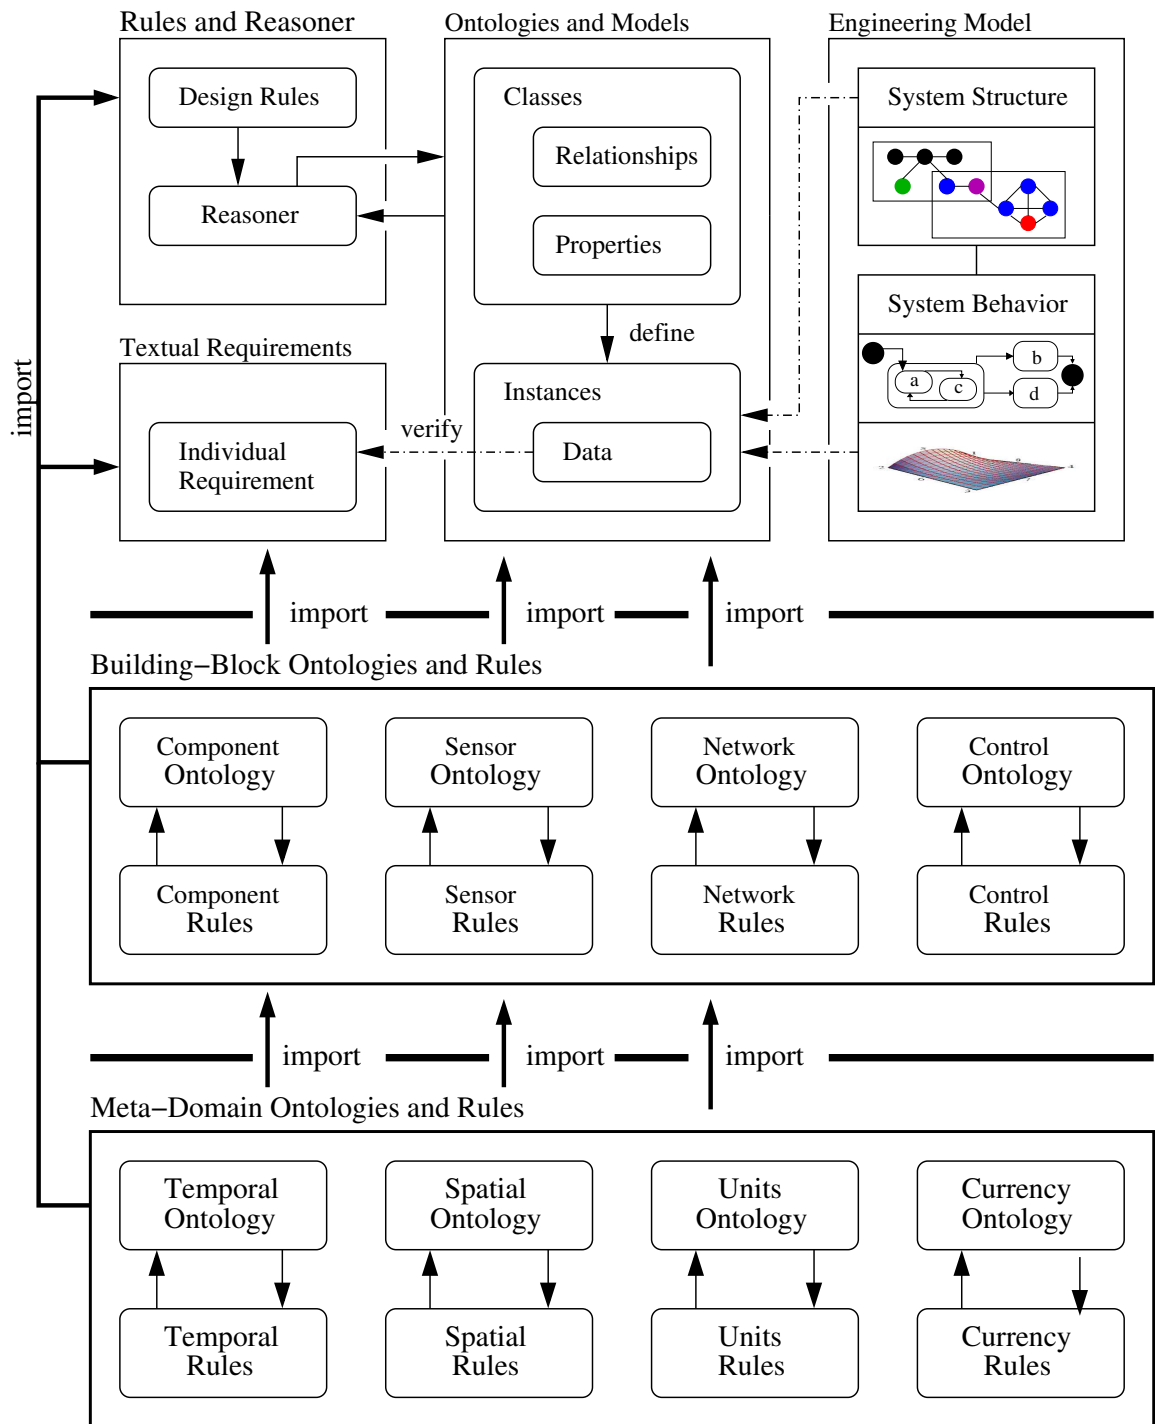 Rules and Reasoner
Ontologies and Models
Engineering Model
Design Rules
Reasoner
Classes
Relationships
Properties
define
System Structure
System Behavior
a
c
b
d
import
Textual Requirements
Individual
Requirement
verify
Instances
Data
import
import
import
Building−Block Ontologies and Rules
Component
Ontology
Sensor
Ontology
Network
Ontology
Control
Ontology
Component
Rules
Sensor
Rules
Network
Rules
Control
Rules
import
import
import
Meta−Domain Ontologies and Rules
Temporal
Ontology
Spatial
Ontology
Units
Ontology
Currency
Ontology
Temporal
Rules
Spatial
Rules
Units
Rules
Currency
Rules